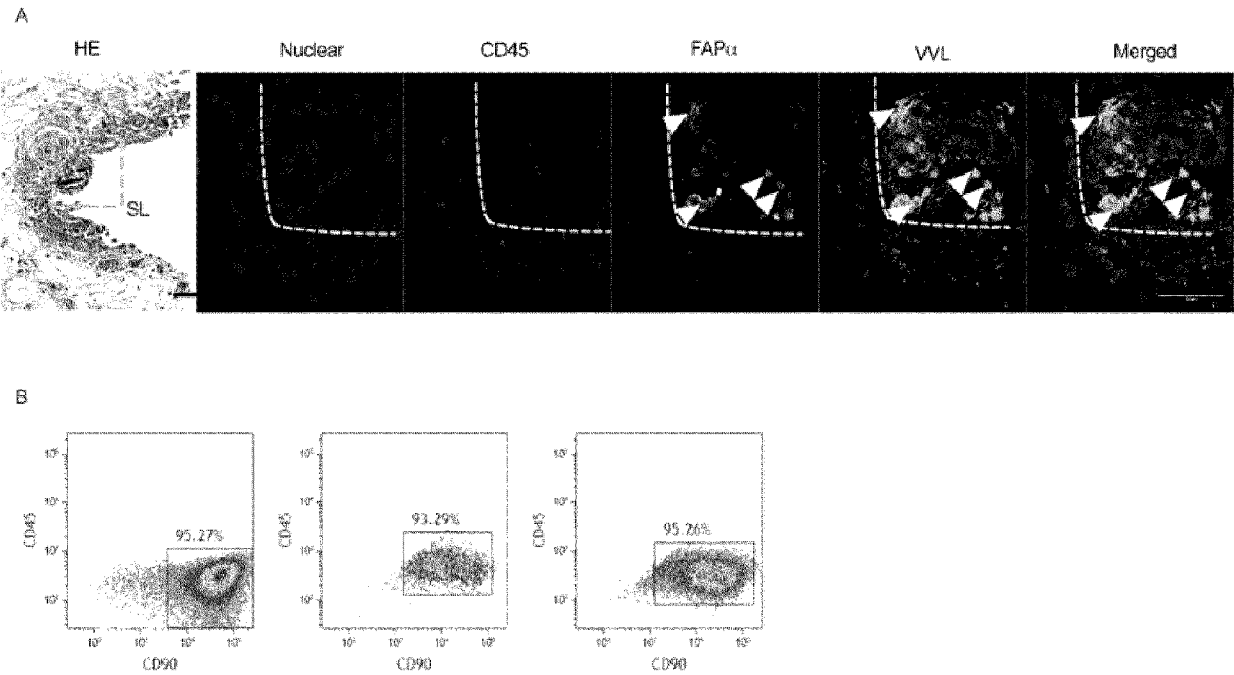 A
HE Nuclear CD45 FAPα VVL Merged
SL
B
95.27% 93.29% 95.26%
CD45 CD45 CD45
CD90 CD90 CD90